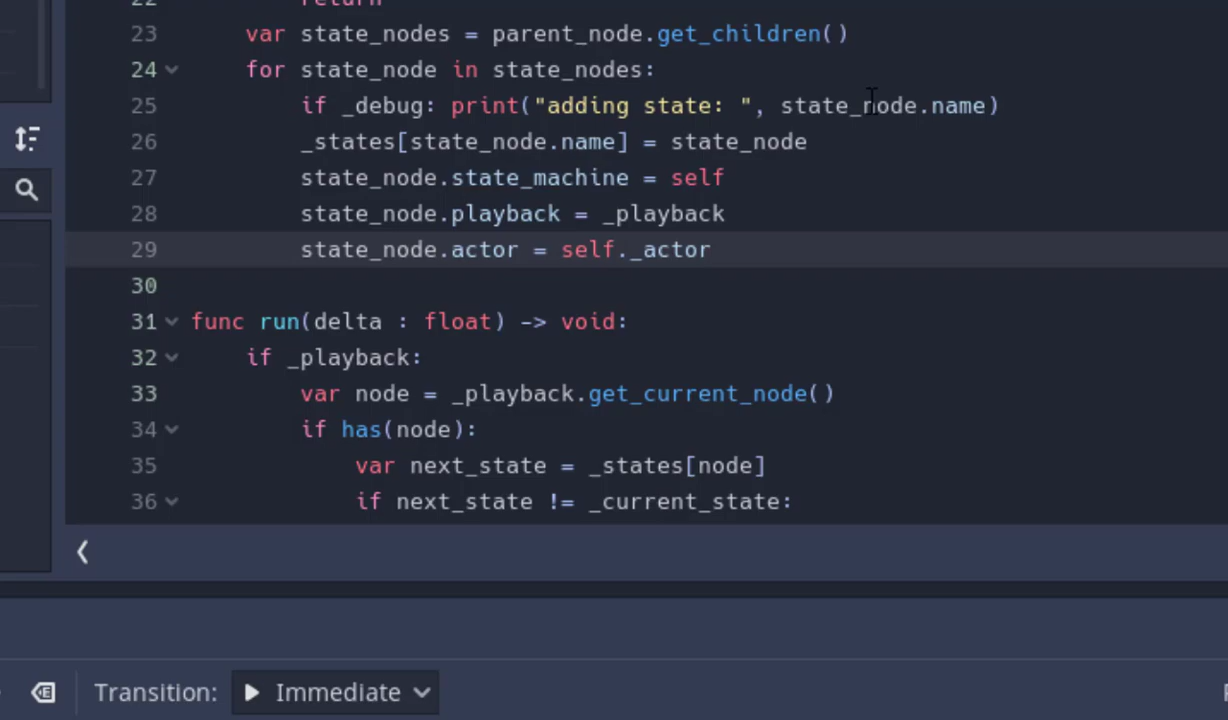 22 return
23 var state_nodes = parent_node.get_children()
24 for state_node in state_nodes:
25 if _debug: print("adding state: ", state_node.name)
26 _states[state_node.name] = state_node
27 state_node.state_machine = self
28 state_node.playback = _playback
29 state_node.actor = self._actor
30
31 func run(delta : float) -> void:
32 if _playback:
33 var node = _playback.get_current_node()
34 if has(node):
35 var next_state = _states[node]
36 if next_state != _current_state:
Transition: Immediate